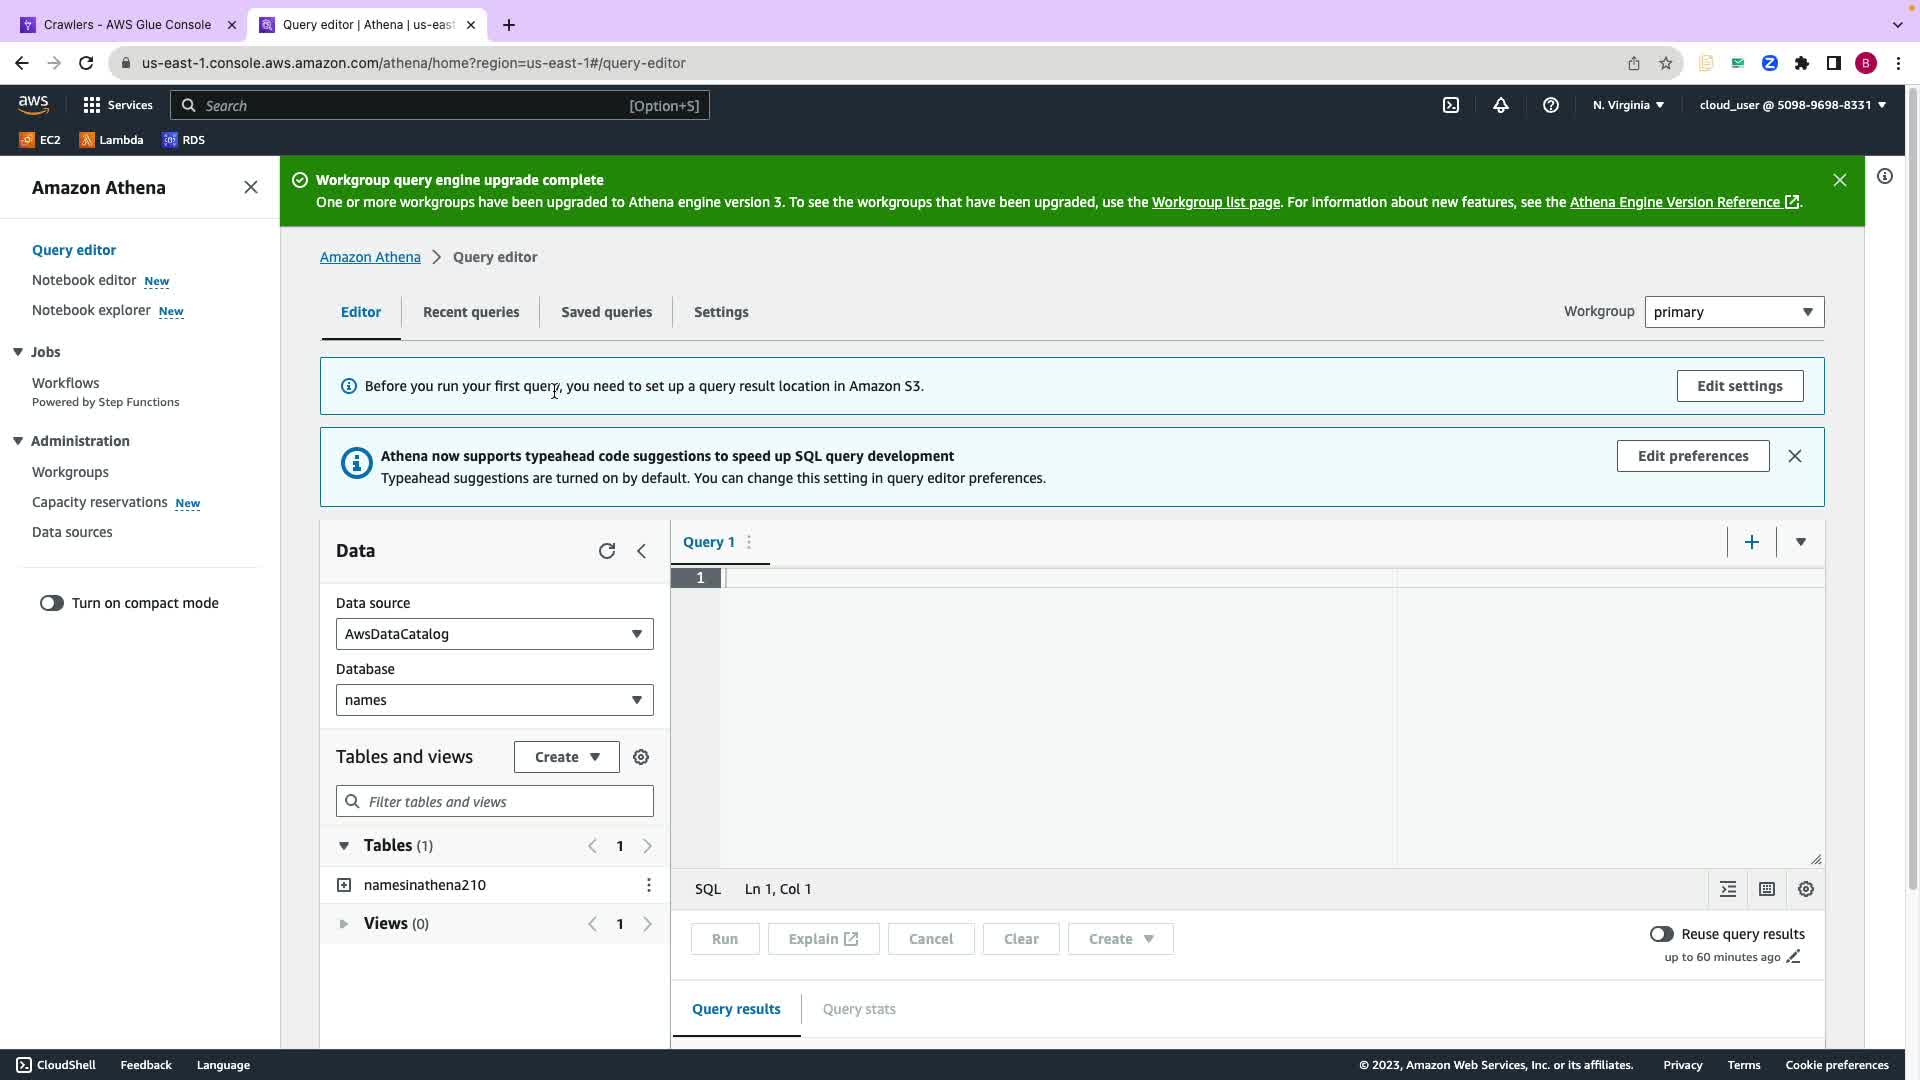 Crawlers - AWS Glue Console
Query editor | Athena | us-east
us-east-1.console.aws.amazon.com/athena/home?region=us-east-1#/query-editor
B
aws
Services
Search
[Option+S]
N. Virginia
cloud_user @ 5098-9698-8331
EC2
Lambda
RDS
Amazon Athena
Query editor
Notebook editor New
Notebook explorer New
Jobs
Workflows
Powered by Step Functions
Administration
Workgroups
Capacity reservations New
Data sources
Turn on compact mode
Workgroup query engine upgrade complete
One or more workgroups have been upgraded to Athena engine version 3. To see the workgroups that have been upgraded, use the Workgroup list page. For information about new features, see the Athena Engine Version Reference.
Amazon Athena > Query editor
Editor
Recent queries
Saved queries
Settings
Workgroup
primary
Before you run your first query, you need to set up a query result location in Amazon S3.
Edit settings
Athena now supports typeahead code suggestions to speed up SQL query development
Typeahead suggestions are turned on by default. You can change this setting in query editor preferences.
Edit preferences
Data
Data source
AwsDataCatalog
Database
names
Tables and views
Create
Filter tables and views
Tables (1)
1
namesinathena210
Views (0)
1
Query 1
1
SQL
Ln 1, Col 1
Run
Explain
Cancel
Clear
Create
Reuse query results
up to 60 minutes ago
Query results
Query stats
CloudShell
Feedback
Language
© 2023, Amazon Web Services, Inc. or its affiliates.
Privacy
Terms
Cookie preferences